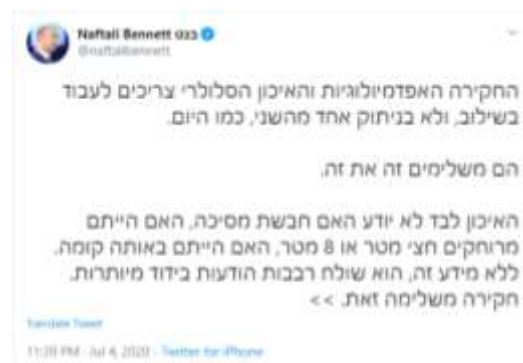 Naftali Bennett בנט
@naftalibennett
החקירה האפדמיולוגיות והאיכון הסלולרי צריכים לעבוד
בשילוב, ולא בניתוק אחד מהשני, כמו היום.
הם משלימים זה את זה.
האיכון לבד לא יודע האם חבשת מסיכה, האם הייתם
מרוחקים חצי מטר או 8 מטר, האם הייתם באותה קומה.
ללא מידע זה, הוא שולח רבבות הודעות בידוד מיותרות.
חקירה משלימה זאת. >>
Translate Tweet
11:20 PM · Jul 4, 2020 · Twitter for iPhone